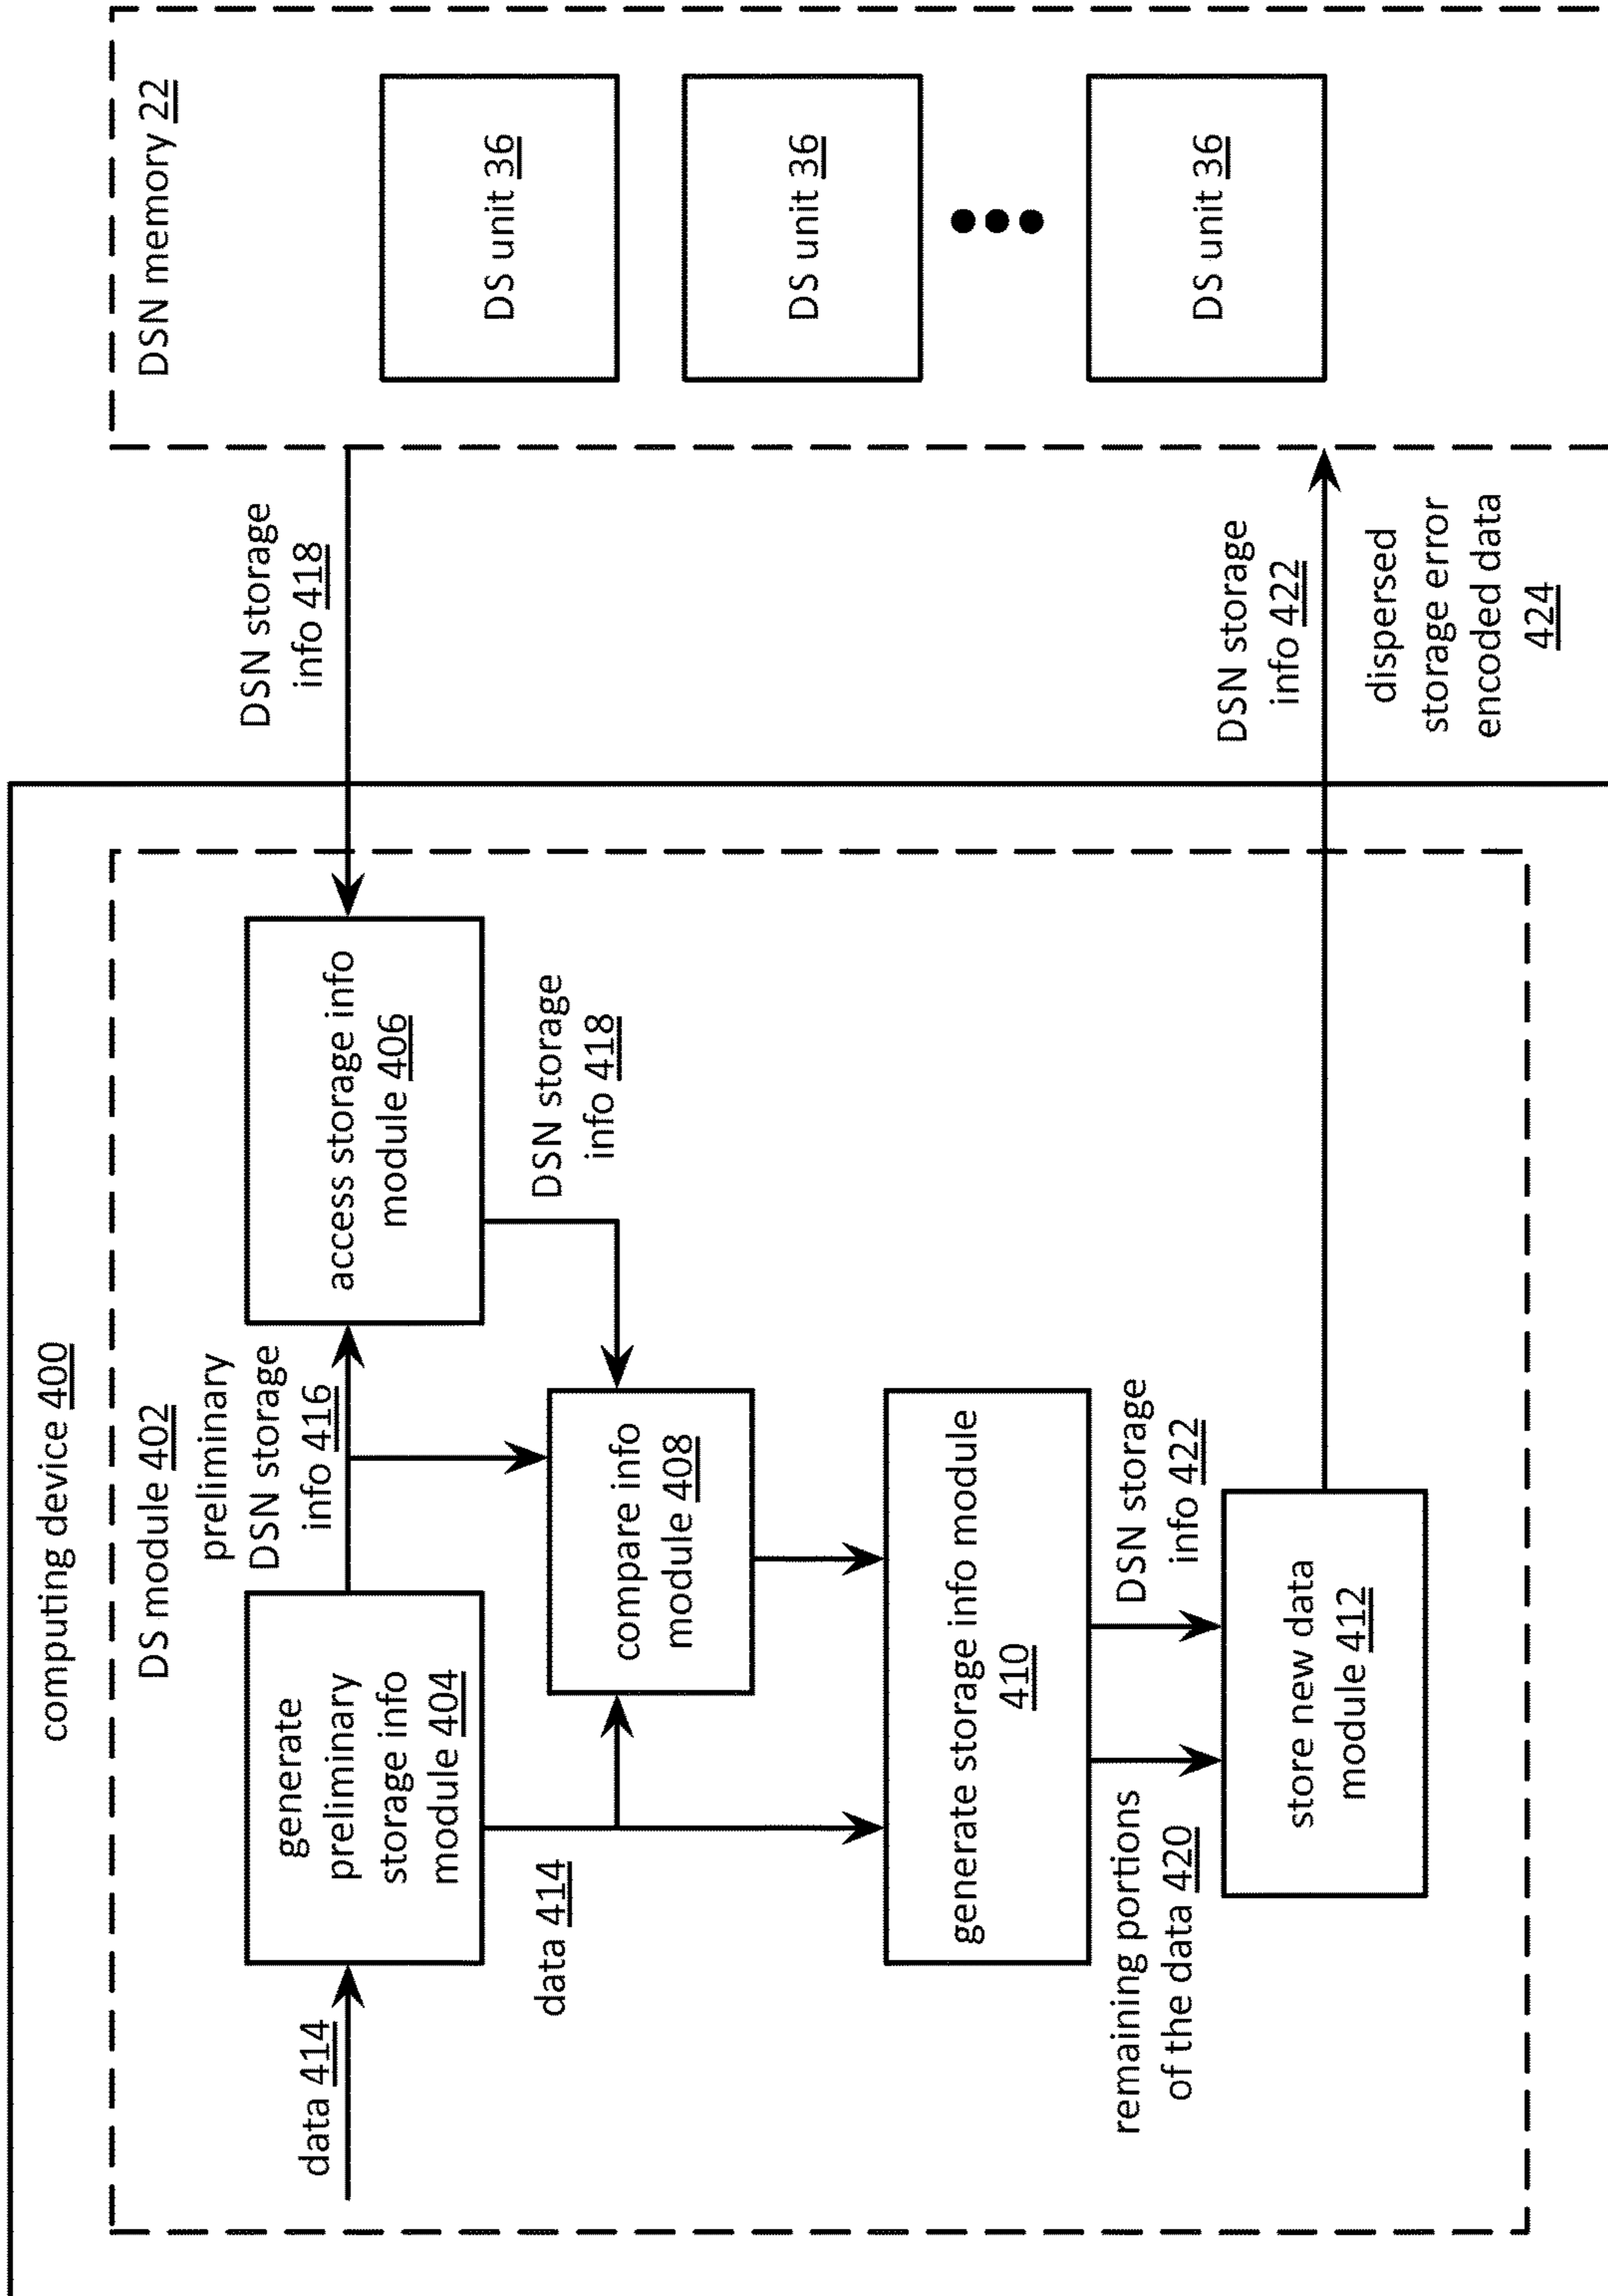 computing device 400
DS module 402
data 414
generate
preliminary
storage info
module 404
preliminary
DSN storage
info 416
access storage info
module 406
DSN storage
info 418
DSN memory 22
DS unit 36
DS unit 36
DS unit 36
data 414
compare info
module 408
DSN storage
info 418
generate storage info module
410
remaining portions
of the data 420
DSN storage
info 422
store new data
module 412
DSN storage
info 422
dispersed
storage error
encoded data
424